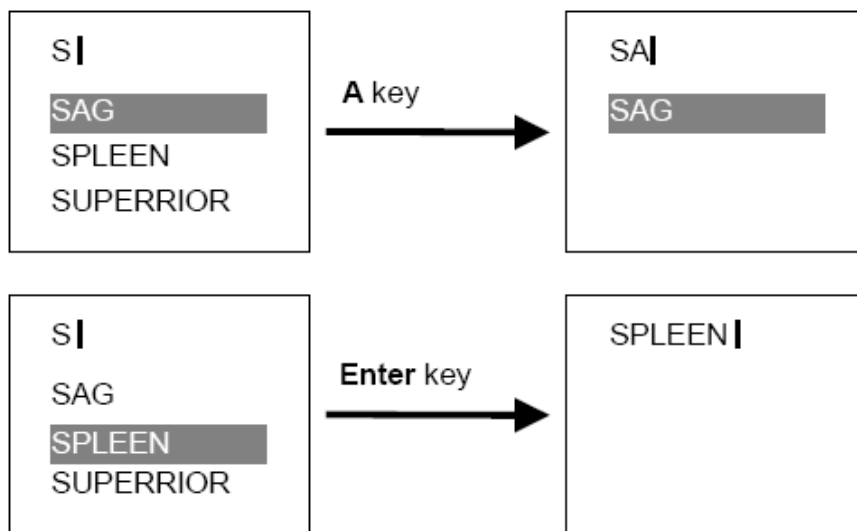 S
SAG
SPLEEN
SUPERRIOR
A key
SA
SAG
S
SAG
SPLEEN
SUPERRIOR
Enter key
SPLEEN